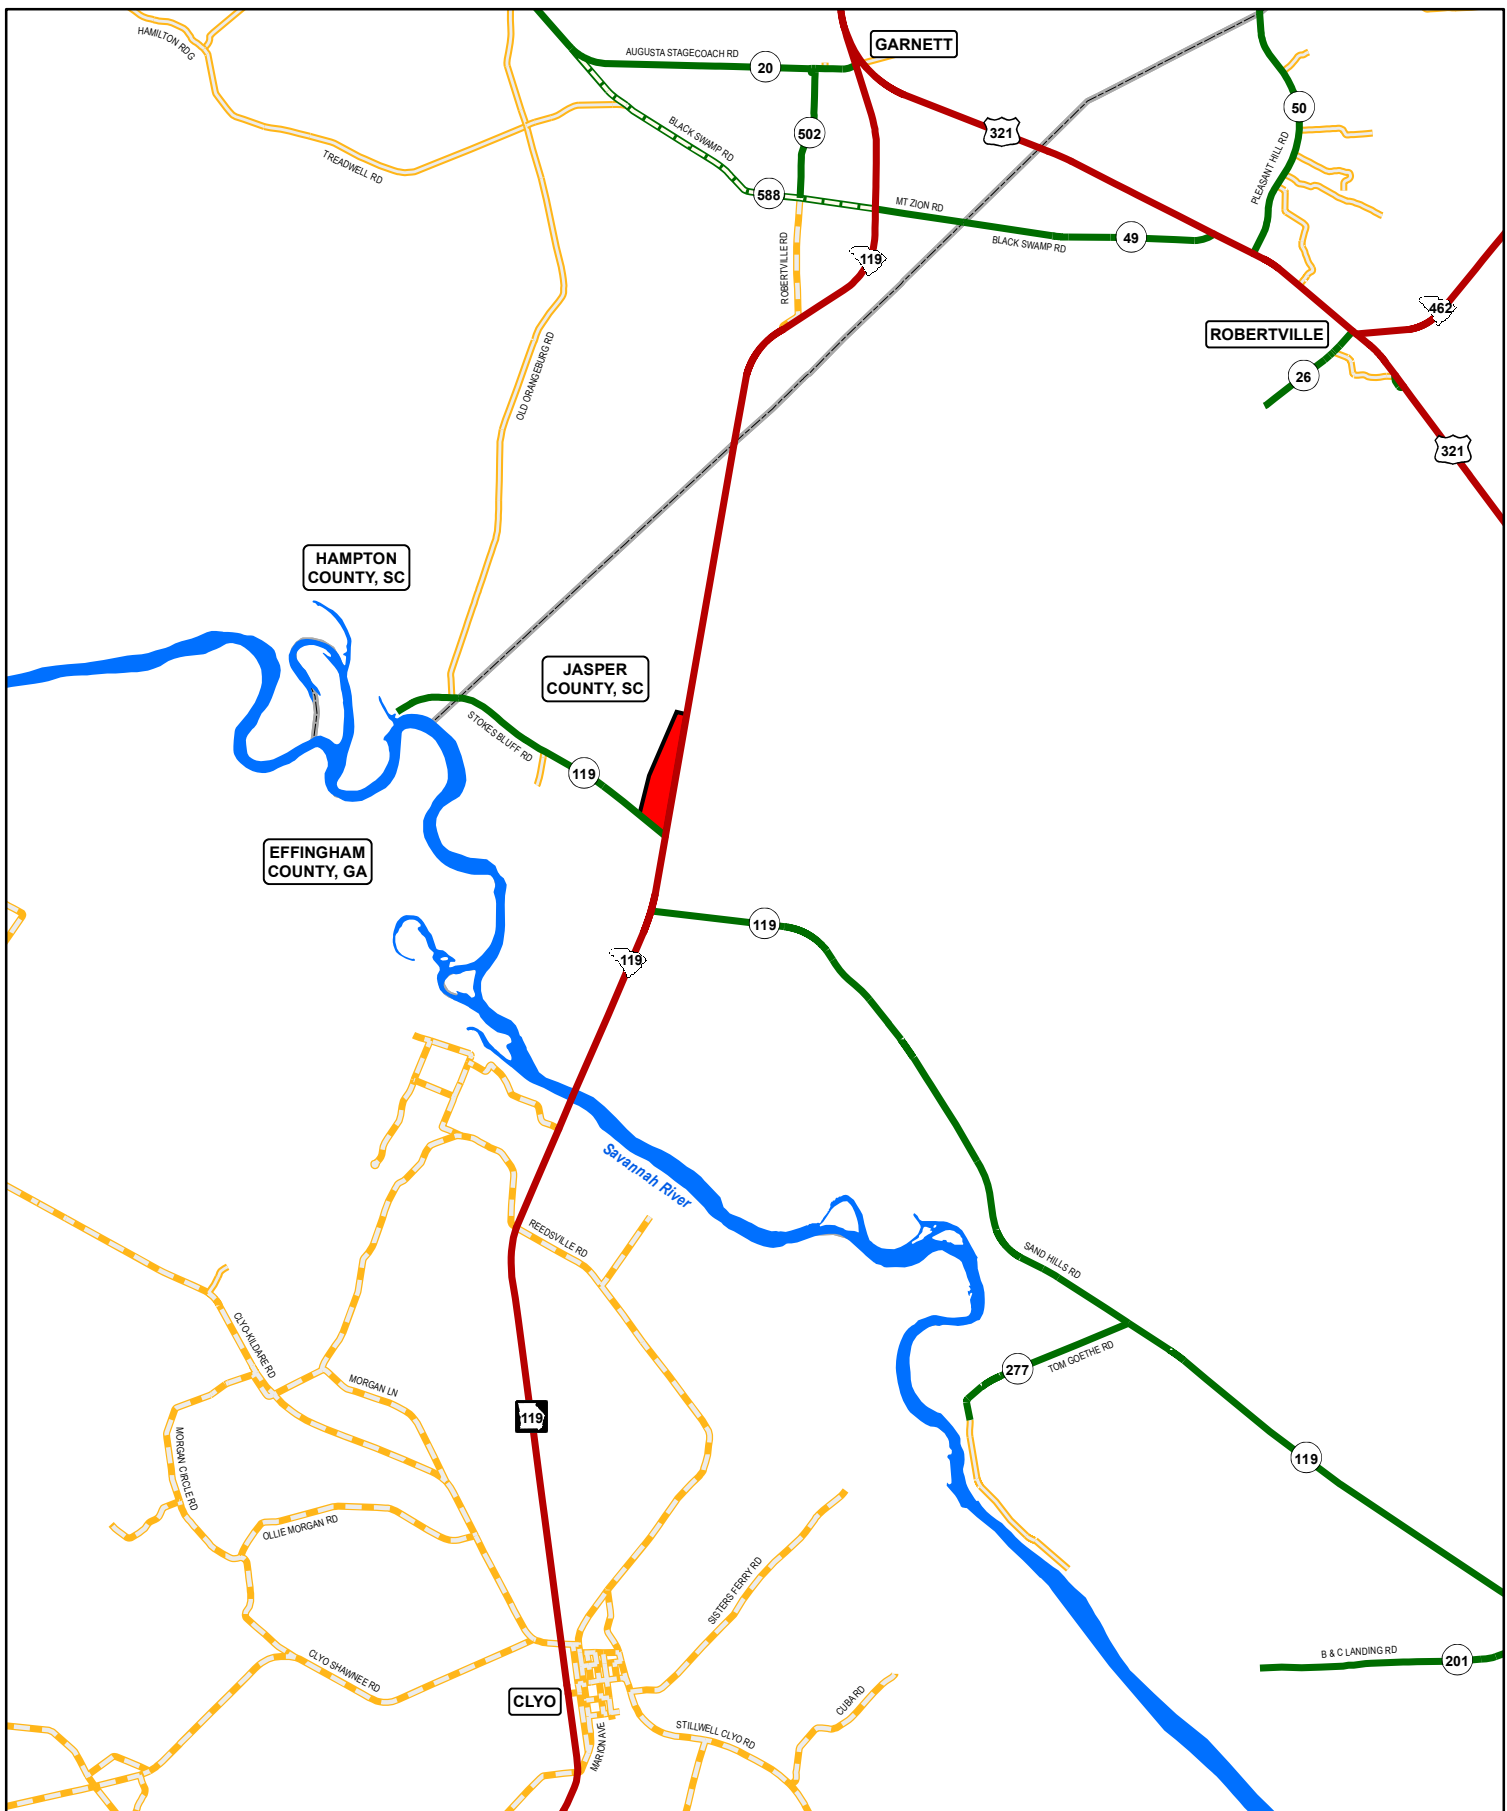 HAMILTON RDG
AUGUSTA STAGECOACH RD
20
GARNETT
50
502
321
BLACK SWAMP RD
TREADWELL RD
PLEASANT HILL RD
588
MT ZION RD
BLACK SWAMP RD
49
ROBERTVILLE RD
119
462
ROBERTVILLE
26
OLD ORANGEBURG RD
321
HAMPTON
COUNTY, SC
JASPER
COUNTY, SC
STOKES BLUFF RD
119
EFFINGHAM
COUNTY, GA
119
119
Savannah River
REEDSVILLE RD
SAND HILLS RD
CLYO-KILDARE RD
TOM GOETHE RD
277
MORGAN LN
119
MORGAN CIRCLE RD
119
OLLIE MORGAN RD
SISTERS FERRY RD
B & C LANDING RD
201
CLYO SHAWNEE RD
CLYO
CUBA RD
STILLWELL CLYO RD
MARION AVE